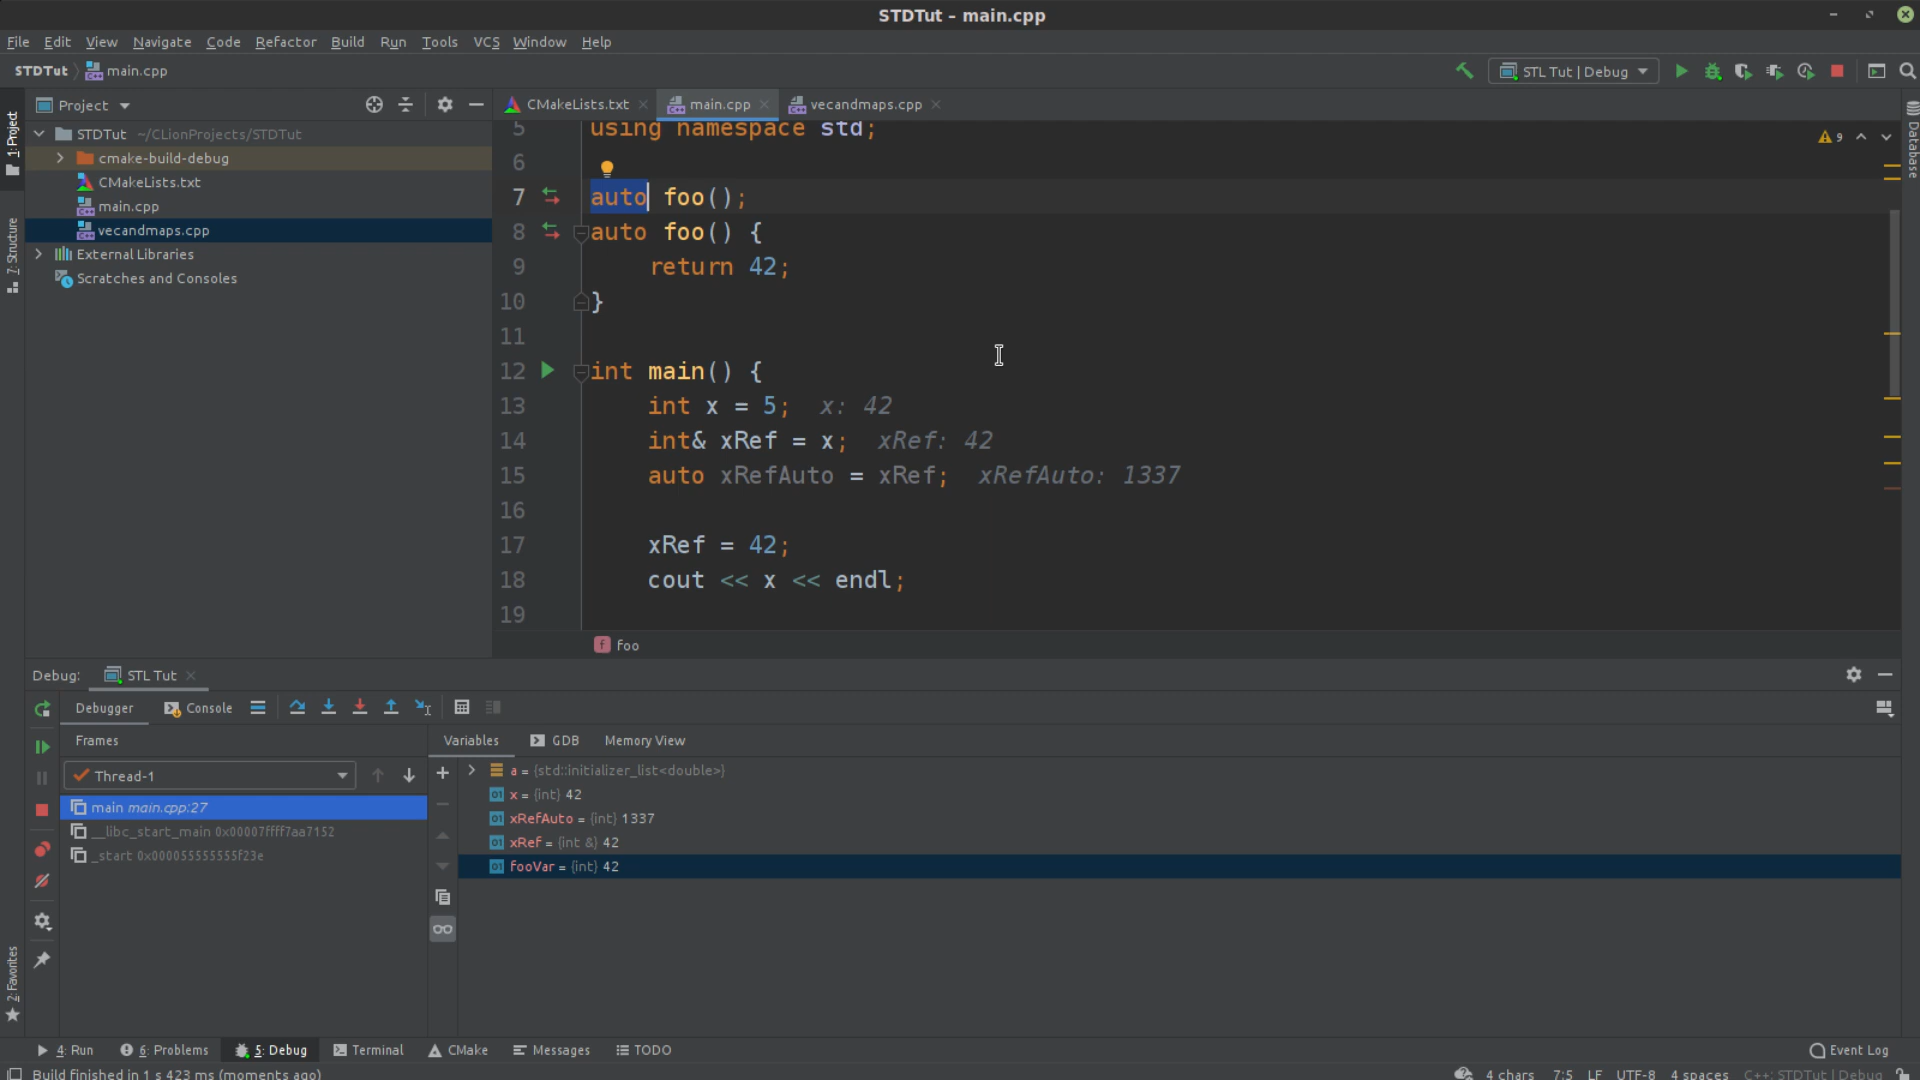 STDTut – main.cpp
File Edit View Navigate Code Refactor Build Run Tools VCS Window Help
STDTut main.cpp STL Tut | Debug
1: Project
7: Structure
2: Favorites
Database
Project
STDTut ~/CLionProjects/STDTut
cmake-build-debug
CMakeLists.txt
main.cpp
vecandmaps.cpp
External Libraries
Scratches and Consoles
CMakeLists.txt main.cpp vecandmaps.cpp
9
5 using namespace std;
6
7 auto foo();
8 auto foo() {
9 return 42;
10 }
11
12 int main() {
13 int x = 5; x: 42
14 int& xRef = x; xRef: 42
15 auto xRefAuto = xRef; xRefAuto: 1337
16
17 xRef = 42;
18 cout << x << endl;
19
f foo
Debug: STL Tut
Debugger Console
Frames
Thread-1
main main.cpp:27
__libc_start_main 0x00007ffff7aa7152
_start 0x000055555555f23e
Variables GDB Memory View
a = {std::initializer_list<double>}
x = {int} 42
xRefAuto = {int} 1337
xRef = {int &} 42
fooVar = {int} 42
4: Run 6: Problems 5: Debug Terminal CMake Messages TODO Event Log
Build finished in 1 s 423 ms (moments ago) 4 chars 7:5 LF UTF-8 4 spaces C++: STDTut | Debug